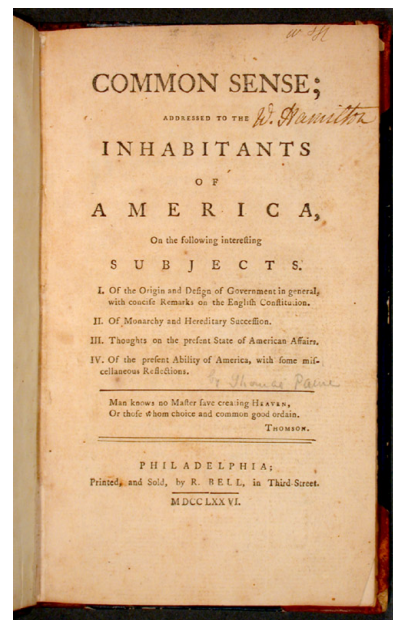 COMMON SENSE;
ADDRESSED TO THE
W. Hamilton
INHABITANTS
OF
AMERICA,
On the following intereſting
SUBJECTS.
I. Of the Origin and Deſign of Government in general,
with conciſe Remarks on the Engliſh Conſtitution.
II. Of Monarchy and Hereditary Succeſſion.
III. Thoughts on the preſent State of American Affairs.
IV. Of the preſent Ability of America, with ſome miſ-
cellaneous Reflections.
Thomas Paine
Man knows no Maſter ſave creating HEAVEN,
Or thoſe whom choice and common good ordain.
THOMSON.
PHILADELPHIA;
Printed, and Sold, by R. BELL, in Third-Street.
MDCCLXXVI.